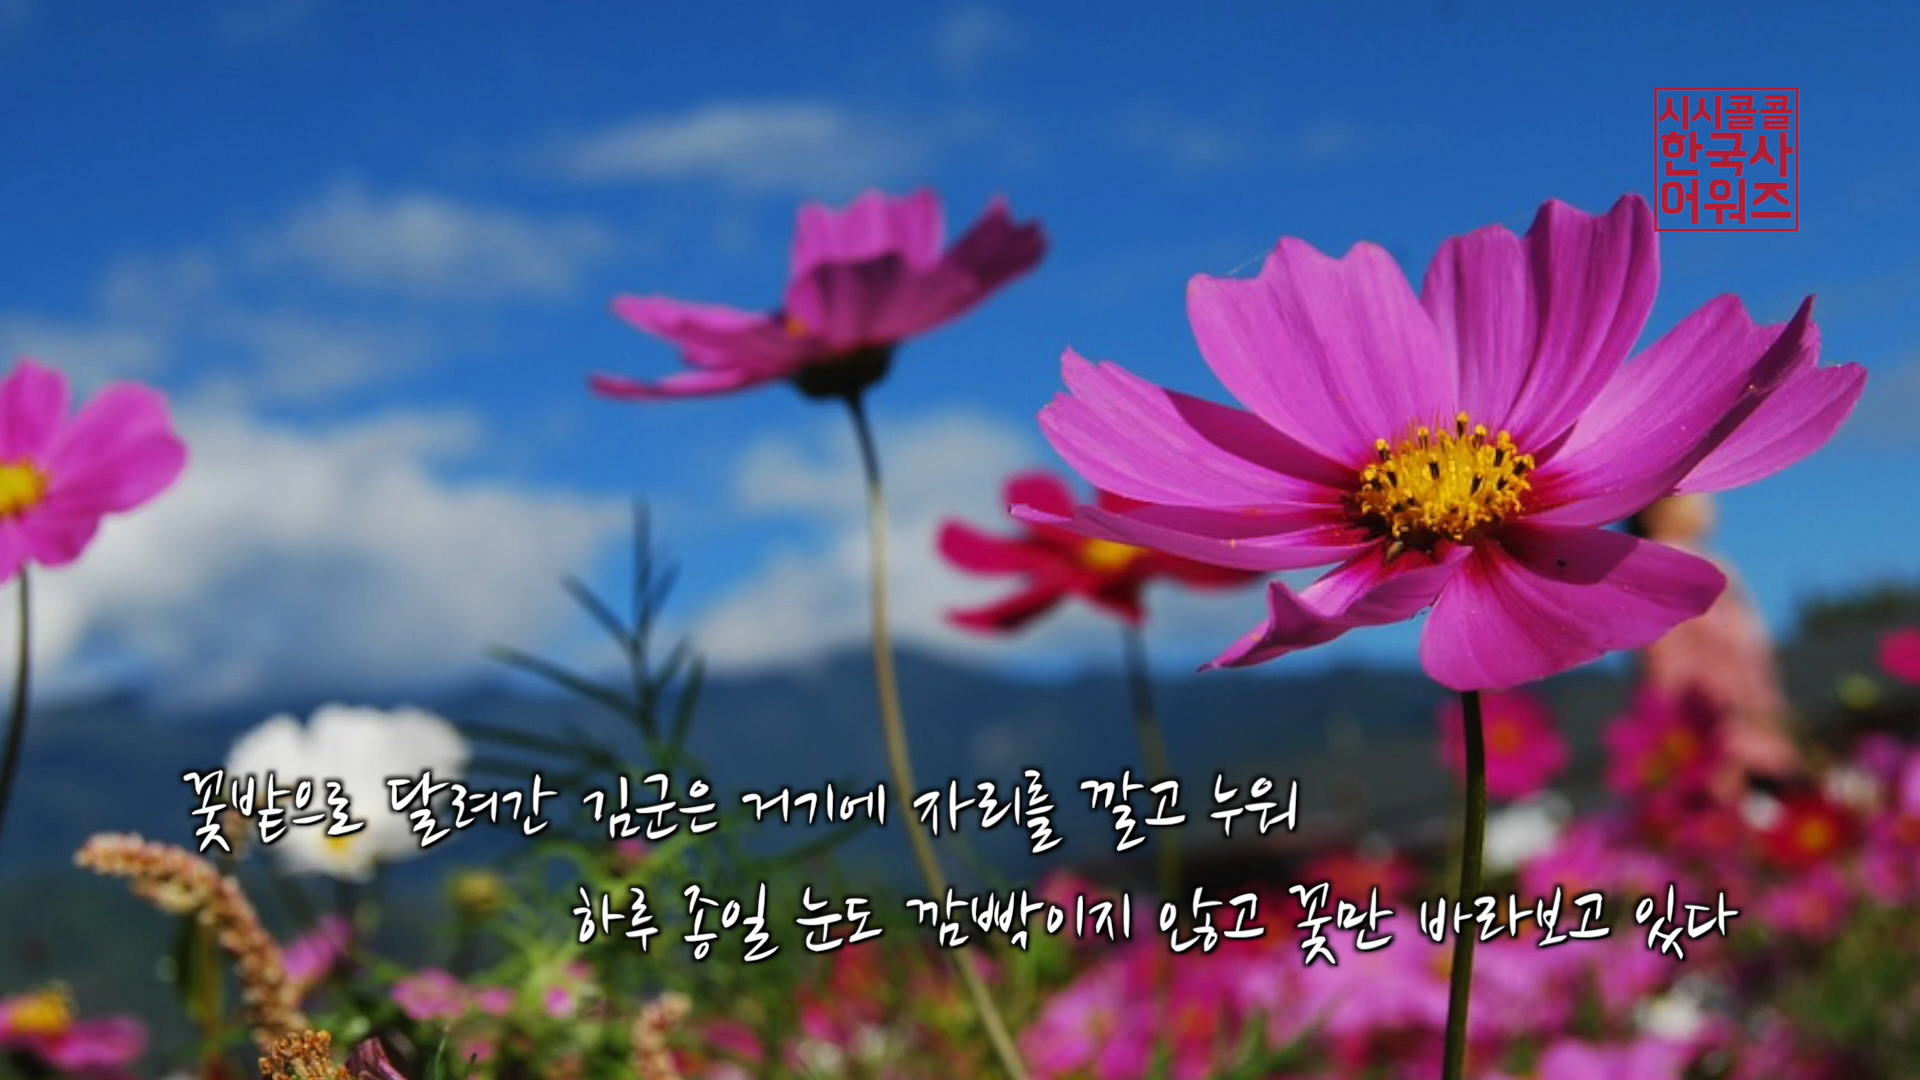 시시콜콜
한국사
어워즈
꽃밭으로 달려간 김군은 거기에 자리를 깔고 누워
하루 종일 눈도 깜빡이지 않고 꽃만 바라보고 있다